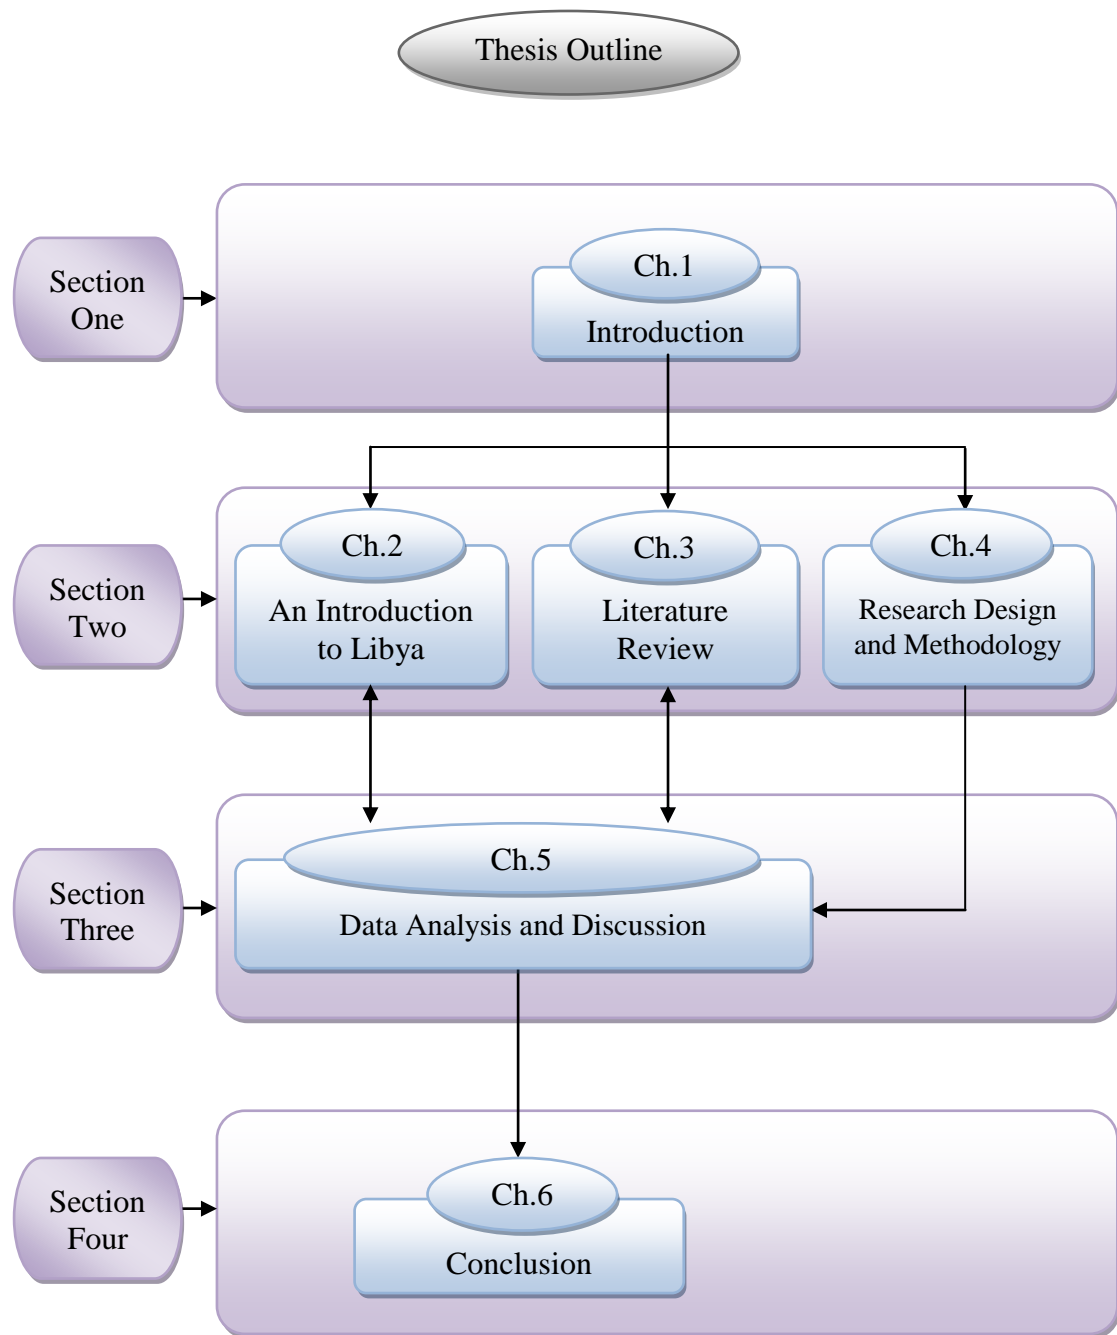 Thesis Outline
Section
One
Ch.1
Introduction
Section
Two
Ch.2
An Introduction
to Libya
Ch.3
Literature
Review
Ch.4
Research Design
and Methodology
Section
Three
Ch.5
Data Analysis and Discussion
Section
Four
Ch.6
Conclusion